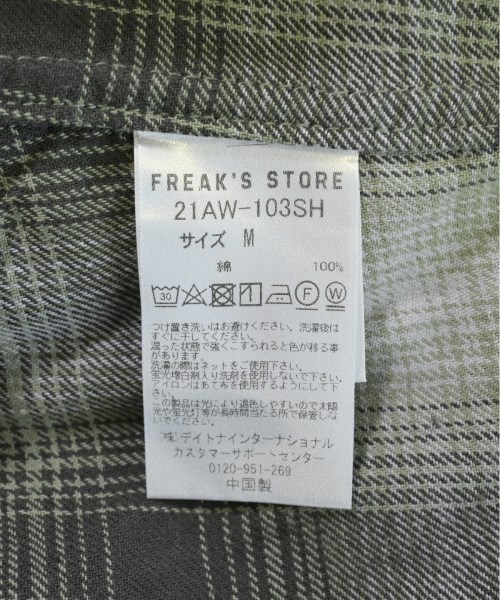 FREAK'S STORE
21AW-103SH
サイズ M
綿 100%
30 F W
つけ置き洗いはお避けください。洗濯後は
すぐに干してください。
湿った状態で強くこすられると色が移る事
があります。
洗濯の際はネットをご使用下さい。
蛍光増白剤入り洗剤を使用しないで下さい。
アイロンはあて布を使用するようにして下
さい。
この製品は光により退色しやすいので太陽
光や蛍光灯等が長時間当たる所で保管しな
いでください。
(株)デイトナインターナショナル
カスタマーサポートセンター
0120-951-269
中国製